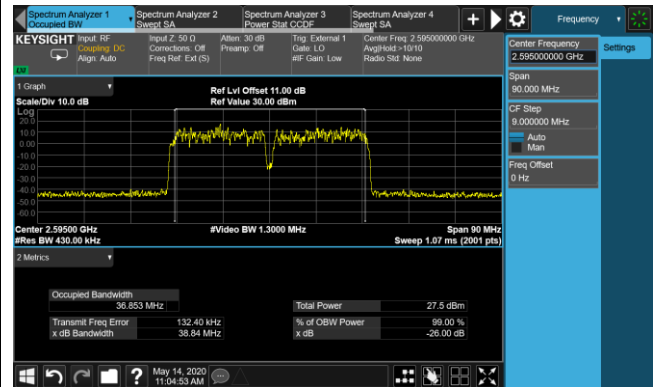 Spectrum Analyzer 1
Occupied BW
Spectrum Analyzer 2
Swept SA
Spectrum Analyzer 3
Power Stat CCDF
Spectrum Analyzer 4
Swept SA
+
Frequency
KEYSIGHT
Input: RF
Coupling: DC
Align: Auto
Input Z: 50 Ω
Corrections: Off
Freq Ref: Ext (S)
Atten: 30 dB
Preamp: Off
Trig: External 1
Gate: LO
#IF Gain: Low
Center Freq: 2.595000000 GHz
Avg|Hold:>10/10
Radio Std: None
LXI
Center Frequency
2.595000000 GHz
Settings
Span
90.000 MHz
CF Step
9.000000 MHz
Auto
Man
Freq Offset
0 Hz
1 Graph
Scale/Div 10.0 dB
Ref Lvl Offset 11.00 dB
Ref Value 30.00 dBm
Log
20.0
10.0
0.00
-10.0
-20.0
-30.0
-40.0
-50.0
-60.0
Center 2.59500 GHz
#Res BW 430.00 kHz
#Video BW 1.3000 MHz
Span 90 MHz
Sweep 1.07 ms (2001 pts)
2 Metrics
Occupied Bandwidth
36.853 MHz
Total Power 27.5 dBm
Transmit Freq Error 132.40 kHz
% of OBW Power 99.00 %
x dB Bandwidth 38.84 MHz
x dB -26.00 dB
?
May 14, 2020
11:04:53 AM